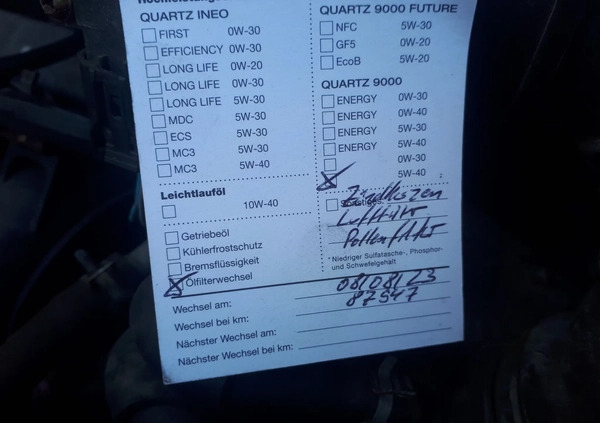 QUARTZ INEO
FIRST 0W-30
EFFICIENCY 0W-30
LONG LIFE 0W-20
LONG LIFE 0W-30
LONG LIFE 5W-30
MDC 5W-30
ECS 5W-30
MC3 5W-30
MC3 5W-40
Leichtlauföl
10W-40
Getriebeöl
Kühlerfrostschutz
Bremsflüssigkeit
Ölfilterwechsel
QUARTZ 9000 FUTURE
NFC 5W-30
GF5 0W-20
EcoB 5W-20
QUARTZ 9000
ENERGY 0W-30
ENERGY 0W-40
ENERGY 5W-30
ENERGY 5W-40
0W-30
5W-40
Sonstiges
Zündkerzen
Luftfilter
Pollenfilter
* Niedriger Sulfatasche-, Phosphor-
und Schwefelgehalt
Wechsel am: 08/08/23
Wechsel bei km: 87547
Nächster Wechsel am:
Nächster Wechsel bei km: